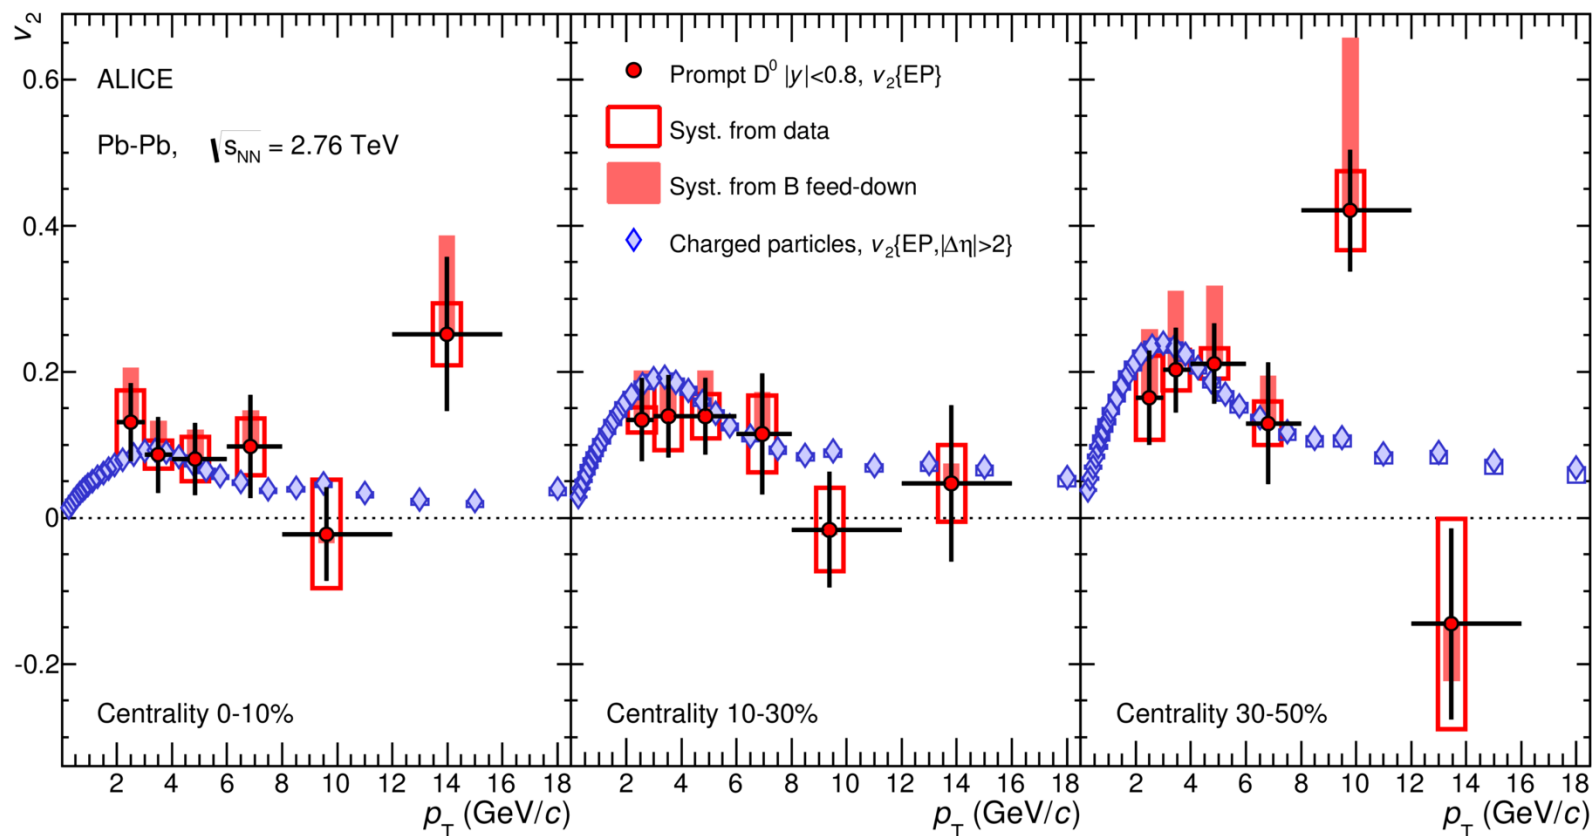 v₂
0.6
0.4
0.2
0
-0.2
ALICE
Pb-Pb, √sNN = 2.76 TeV
Centrality 0-10%
2 4 6 8 10 12 14 16 18
pT (GeV/c)
Prompt D⁰ |y|<0.8, v₂{EP}
Syst. from data
Syst. from B feed-down
Charged particles, v₂{EP,|Δη|>2}
Centrality 10-30%
2 4 6 8 10 12 14 16 18
pT (GeV/c)
Centrality 30-50%
2 4 6 8 10 12 14 16 18
pT (GeV/c)